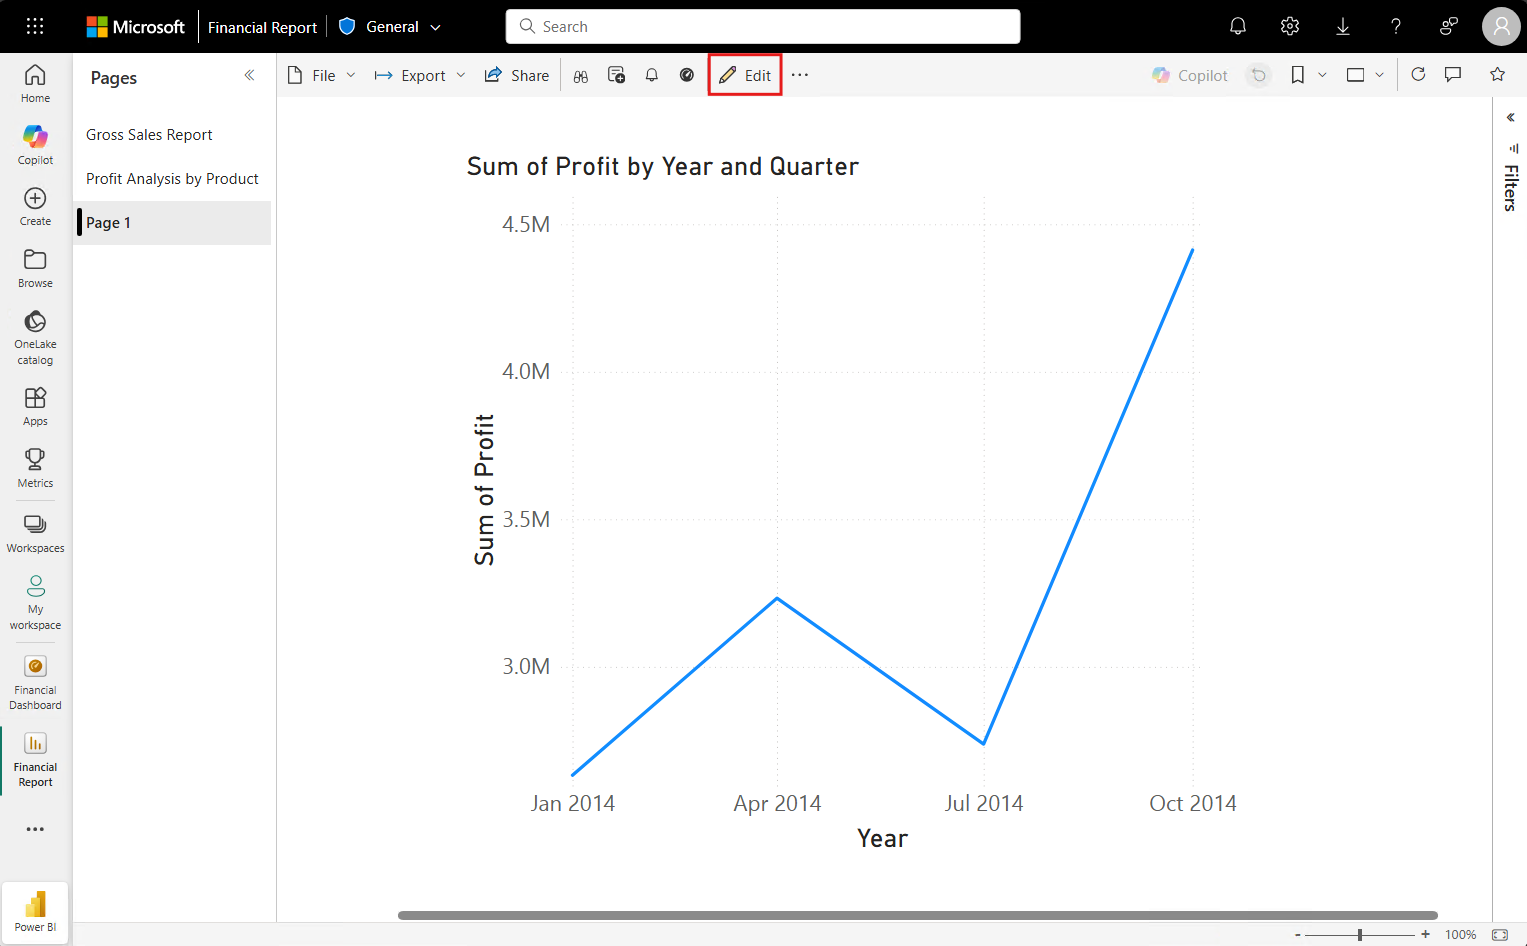 Microsoft
Financial Report
General
Search
Home
Copilot
Create
Browse
OneLake
catalog
Apps
Metrics
Workspaces
My
workspace
Financial
Dashboard
Financial
Report
Power BI
Pages
Gross Sales Report
Profit Analysis by Product
Page 1
File
Export
Share
Edit
Copilot
Sum of Profit by Year and Quarter
4.5M
4.0M
3.5M
3.0M
Sum of Profit
Jan 2014
Apr 2014
Jul 2014
Oct 2014
Year
Filters
- + 100%